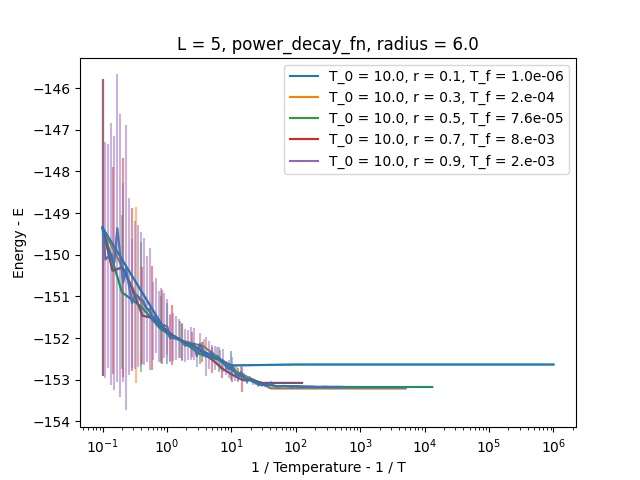 L = 5, power_decay_fn, radius = 6.0
T_0 = 10.0, r = 0.1, T_f = 1.0e-06
T_0 = 10.0, r = 0.3, T_f = 2.e-04
T_0 = 10.0, r = 0.5, T_f = 7.6e-05
T_0 = 10.0, r = 0.7, T_f = 8.e-03
T_0 = 10.0, r = 0.9, T_f = 2.e-03
Energy - E
−146
−147
−148
−149
−150
−151
−152
−153
−154
10⁻¹ 10⁰ 10¹ 10² 10³ 10⁴ 10⁵ 10⁶
1 / Temperature - 1 / T